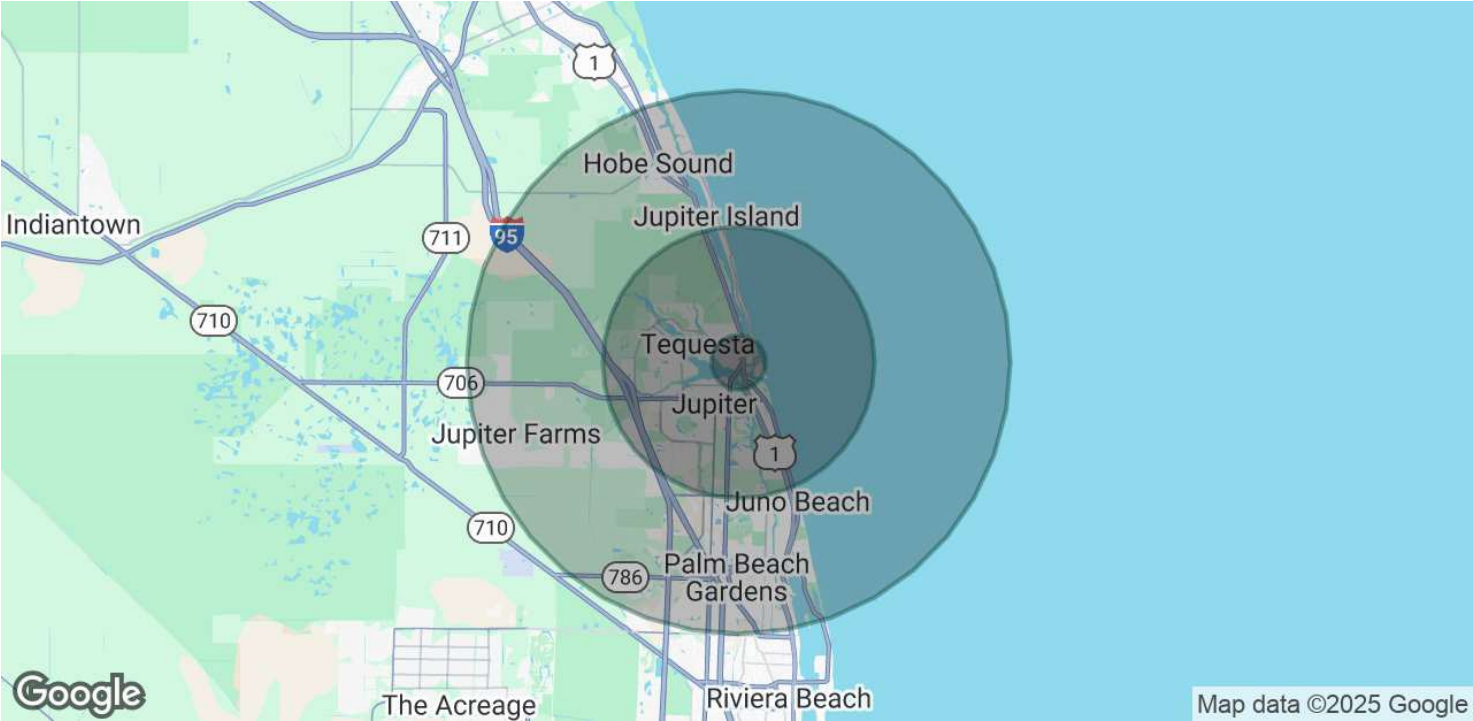 1
Hobe Sound
Jupiter Island
Indiantown
711
95
710
Tequesta
706
Jupiter
Jupiter Farms
1
Juno Beach
710
Palm Beach
Gardens
786
Google
The Acreage
Riviera Beach
Map data ©2025 Google